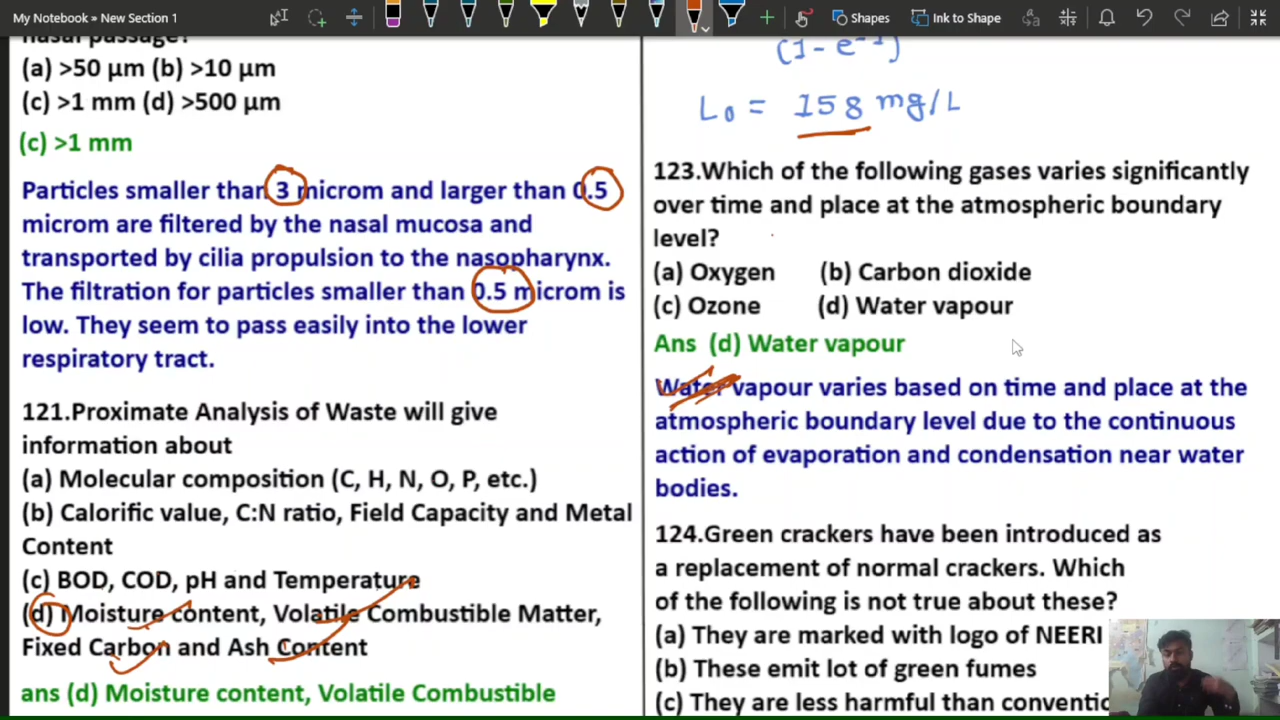 My Notebook » New Section 1
Shapes
Ink to Shape
nasal passage?
(a) >50 µm (b) >10 µm
(c) >1 mm (d) >500 µm
(c) >1 mm
Particles smaller than 3 microm and larger than 0.5
microm are filtered by the nasal mucosa and
transported by cilia propulsion to the nasopharynx.
The filtration for particles smaller than 0.5 microm is
low. They seem to pass easily into the lower
respiratory tract.
121.Proximate Analysis of Waste will give
information about
(a) Molecular composition (C, H, N, O, P, etc.)
(b) Calorific value, C:N ratio, Field Capacity and Metal
Content
(c) BOD, COD, pH and Temperature
(d) Moisture content, Volatile Combustible Matter,
Fixed Carbon and Ash Content
ans (d) Moisture content, Volatile Combustible
L₀ = 158 mg/L
123.Which of the following gases varies significantly
over time and place at the atmospheric boundary
level?
(a) Oxygen (b) Carbon dioxide
(c) Ozone (d) Water vapour
Ans (d) Water vapour
Water vapour varies based on time and place at the
atmospheric boundary level due to the continuous
action of evaporation and condensation near water
bodies.
124.Green crackers have been introduced as
a replacement of normal crackers. Which
of the following is not true about these?
(a) They are marked with logo of NEERI
(b) These emit lot of green fumes
(c) They are less harmful than